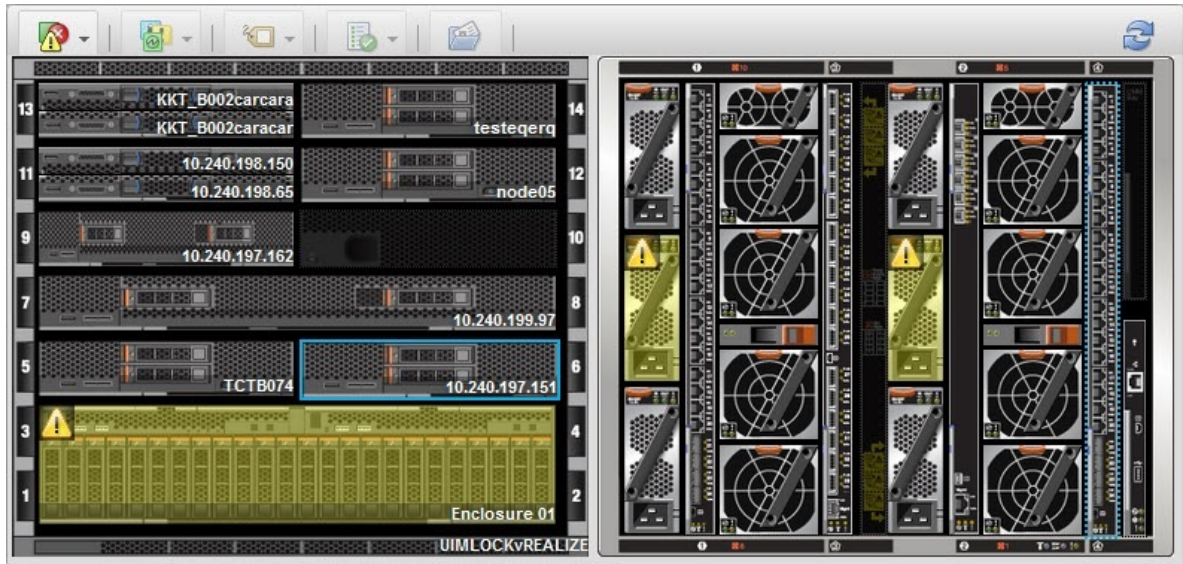 13
KKT_B002carcara
KKT_B002caracar
testeqerq
14
11
10.240.198.150
10.240.198.65
node05
12
9
10.240.197.162
10
7
10.240.199.97
8
5
TCTB074
10.240.197.151
6
3
4
1
Enclosure 01
2
UIMLOCKvREALIZE